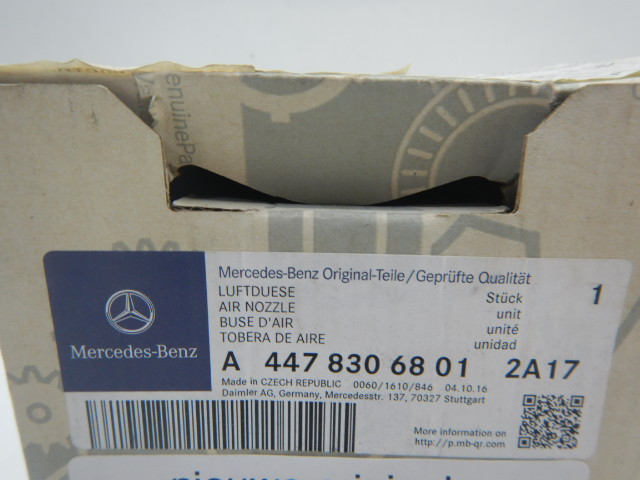 enuinePa
Mercedes-Benz Original-Teile/Geprüfte Qualität
LUFTDUESE
AIR NOZZLE
BUSE D'AIR
TOBERA DE AIRE
Stück 1
unit
unité
unidad
Mercedes-Benz
A 447 830 68 01 2A17
Made in CZECH REPUBLIC 0060/1610/846 04.10.16
Daimler AG, Germany, Mercedesstr. 137, 70327 Stuttgart
More information on
http://p.mb-qr.com